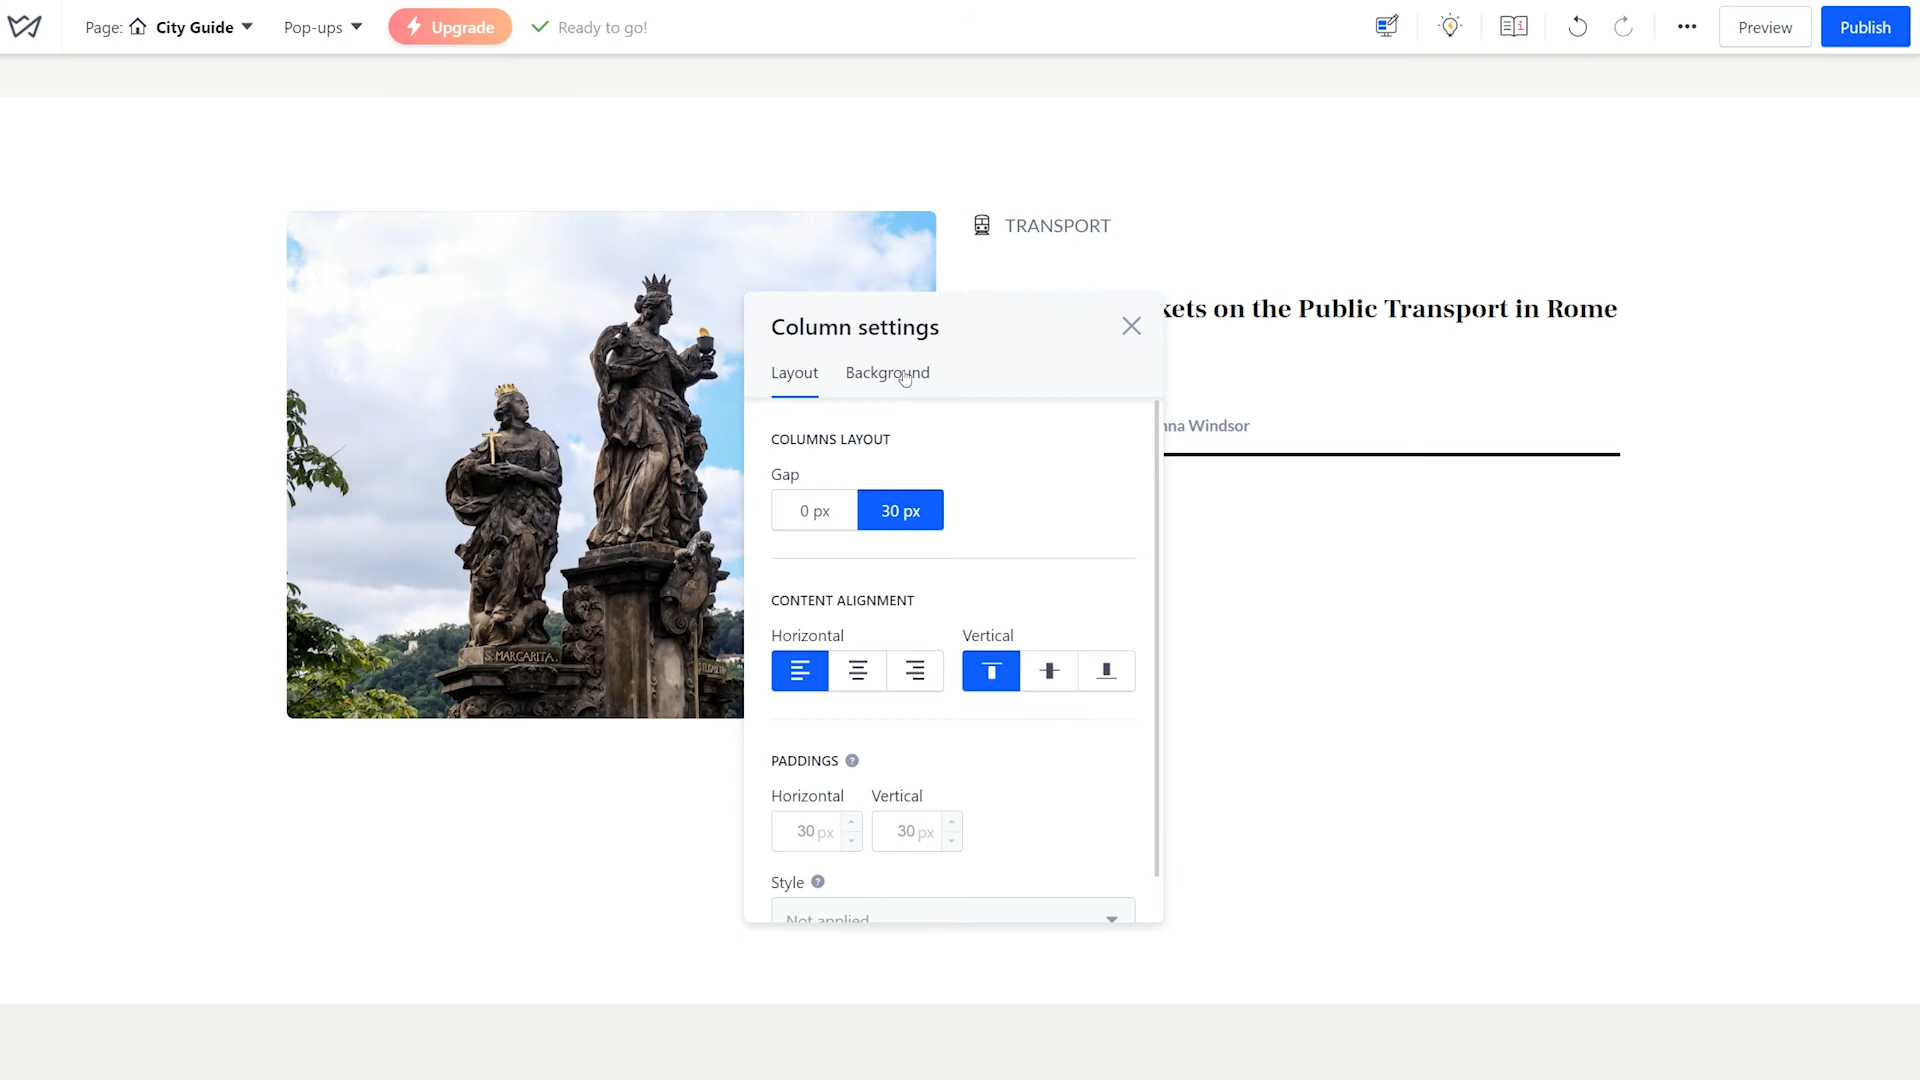 Page: City Guide Pop-ups Upgrade Ready to go! Preview Publish
TRANSPORT
kets on the Public Transport in Rome
Column settings
Layout Background
nna Windsor
COLUMNS LAYOUT
Gap
0 px 30 px
CONTENT ALIGNMENT
Horizontal Vertical
S. MARGARITA.
PADDINGS ?
Horizontal Vertical
30 px 30 px
Style ?
Not applied